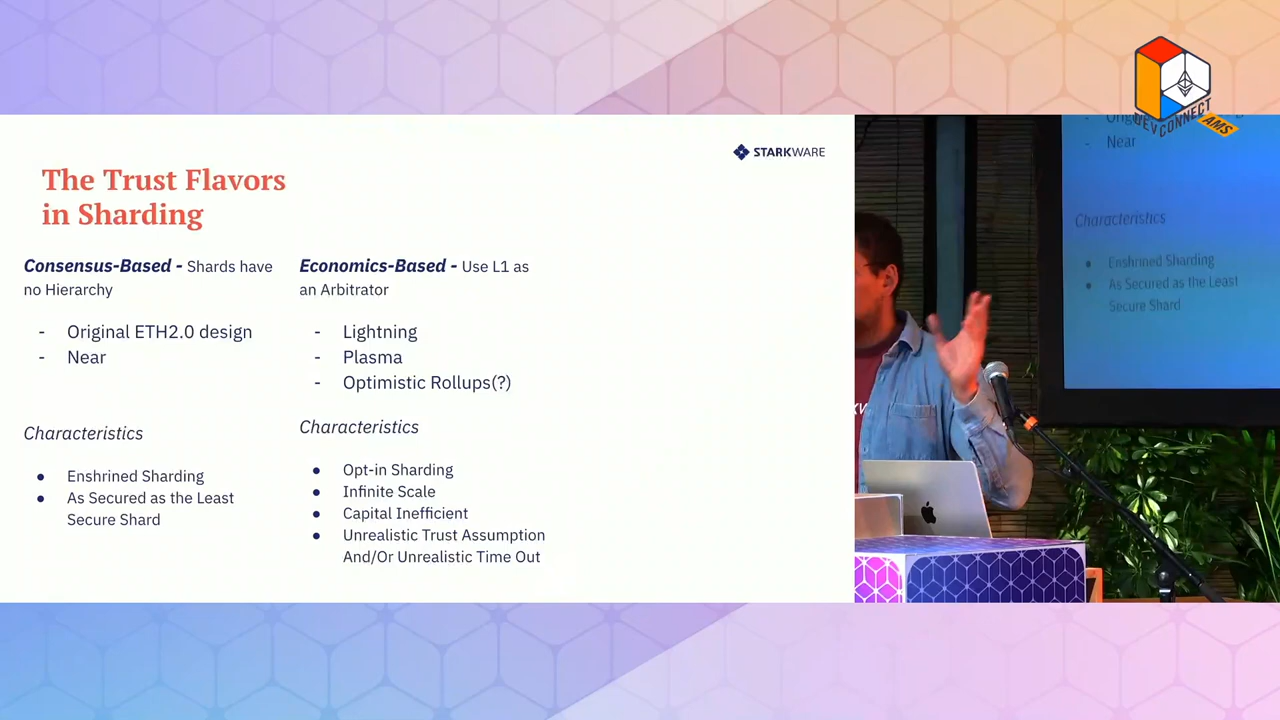 DEVCONNECT
AMS
STARKWARE
The Trust Flavors
in Sharding
Consensus-Based - Shards have
no Hierarchy
- Original ETH2.0 design
- Near
Characteristics
● Enshrined Sharding
● As Secured as the Least
Secure Shard
Economics-Based - Use L1 as
an Arbitrator
- Lightning
- Plasma
- Optimistic Rollups(?)
Characteristics
● Opt-in Sharding
● Infinite Scale
● Capital Inefficient
● Unrealistic Trust Assumption
And/Or Unrealistic Time Out
- Near
Characteristics
● Enshrined Sharding
● As Secured as the Least
Secure Shard